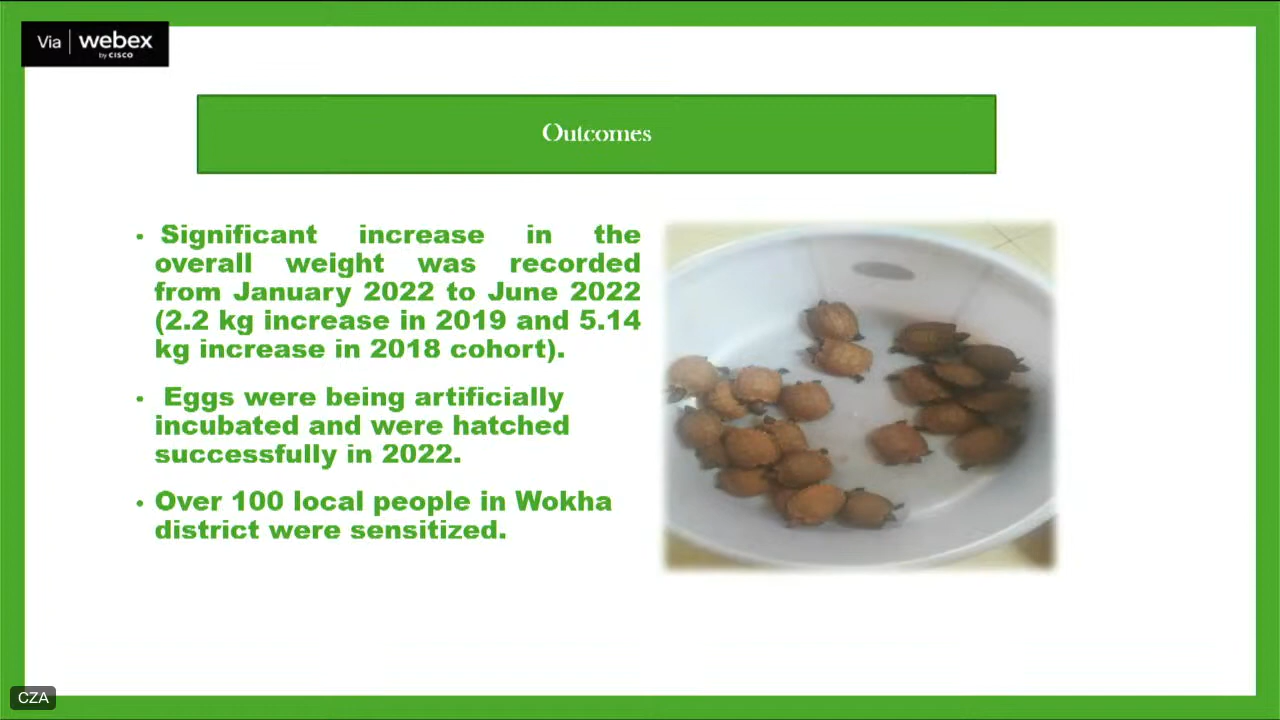 Via | webex
by CISCO
Outcomes
• Significant increase in the
overall weight was recorded
from January 2022 to June 2022
(2.2 kg increase in 2019 and 5.14
kg increase in 2018 cohort).
• Eggs were being artificially
incubated and were hatched
successfully in 2022.
• Over 100 local people in Wokha
district were sensitized.
CZA